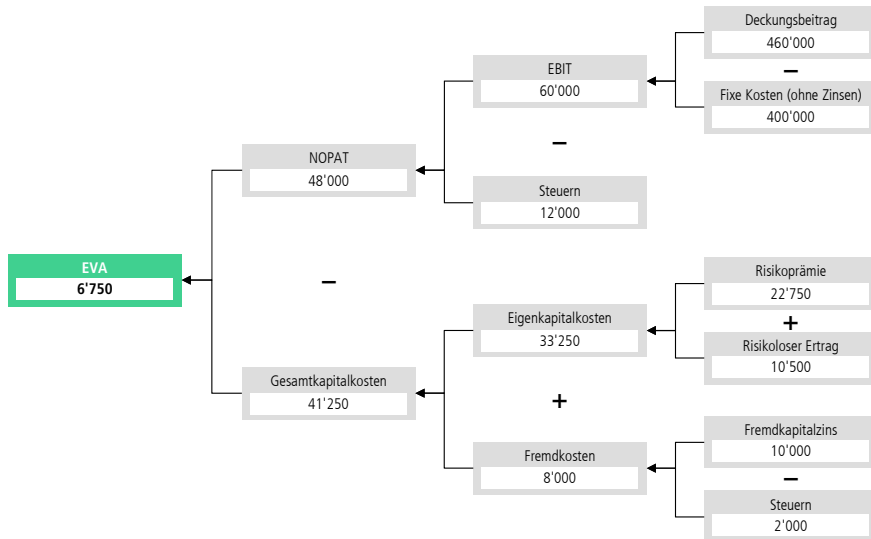 Deckungsbeitrag
460'000
−
Fixe Kosten (ohne Zinsen)
400'000
EBIT
60'000
−
Steuern
12'000
NOPAT
48'000
EVA
6'750
−
Gesamtkapitalkosten
41'250
Eigenkapitalkosten
33'250
+
Fremdkosten
8'000
Risikoprämie
22'750
+
Risikoloser Ertrag
10'500
Fremdkapitalzins
10'000
−
Steuern
2'000